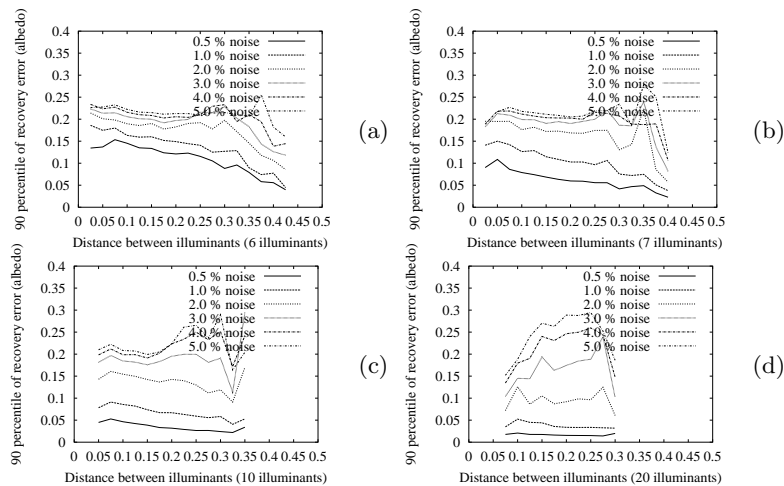 90 percentile of recovery error (albedo)
0.4
0.35
0.3
0.25
0.2
0.15
0.1
0.05
0
0.5 % noise
1.0 % noise
2.0 % noise
3.0 % noise
4.0 % noise
5.0 % noise
0 0.05 0.1 0.15 0.2 0.25 0.3 0.35 0.4 0.45 0.5
Distance between illuminants (6 illuminants)
(a)
90 percentile of recovery error (albedo)
0.4
0.35
0.3
0.25
0.2
0.15
0.1
0.05
0
0.5 % noise
1.0 % noise
2.0 % noise
3.0 % noise
4.0 % noise
5.0 % noise
0 0.05 0.1 0.15 0.2 0.25 0.3 0.35 0.4 0.45 0.5
Distance between illuminants (7 illuminants)
(b)
90 percentile of recovery error (albedo)
0.4
0.35
0.3
0.25
0.2
0.15
0.1
0.05
0
0.5 % noise
1.0 % noise
2.0 % noise
3.0 % noise
4.0 % noise
5.0 % noise
0 0.05 0.1 0.15 0.2 0.25 0.3 0.35 0.4 0.45 0.5
Distance between illuminants (10 illuminants)
(c)
90 percentile of recovery error (albedo)
0.4
0.35
0.3
0.25
0.2
0.15
0.1
0.05
0
0.5 % noise
1.0 % noise
2.0 % noise
3.0 % noise
4.0 % noise
5.0 % noise
0 0.05 0.1 0.15 0.2 0.25 0.3 0.35 0.4 0.45 0.5
Distance between illuminants (20 illuminants)
(d)